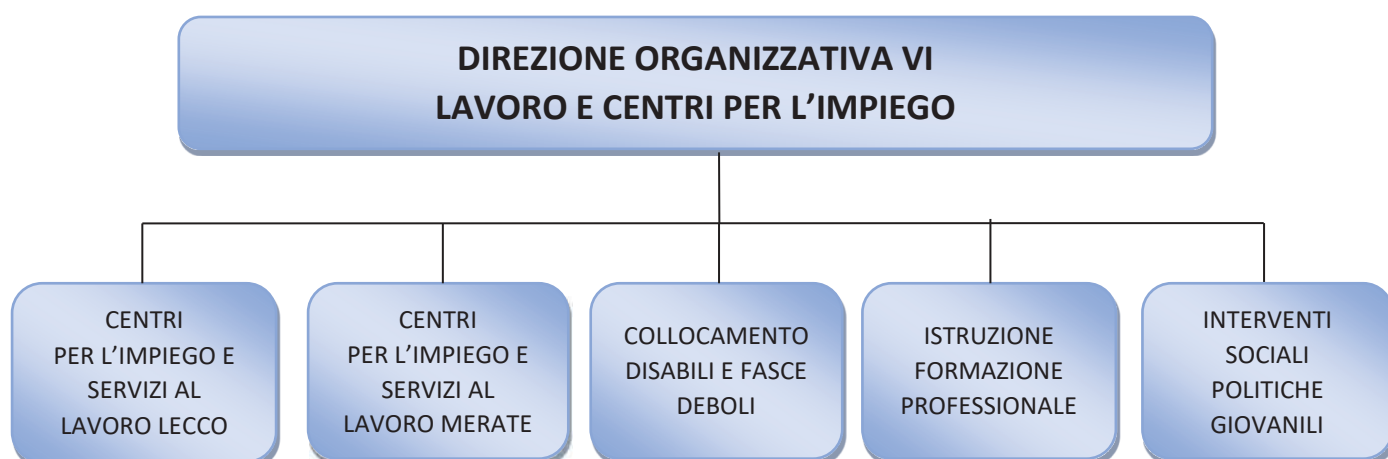 DIREZIONE ORGANIZZATIVA VI
LAVORO E CENTRI PER L’IMPIEGO
CENTRI
PER L’IMPIEGO E
SERVIZI AL
LAVORO LECCO
CENTRI
PER L’IMPIEGO E
SERVIZI AL
LAVORO MERATE
COLLOCAMENTO
DISABILI E FASCE
DEBOLI
ISTRUZIONE
FORMAZIONE
PROFESSIONALE
INTERVENTI
SOCIALI
POLITICHE
GIOVANILI